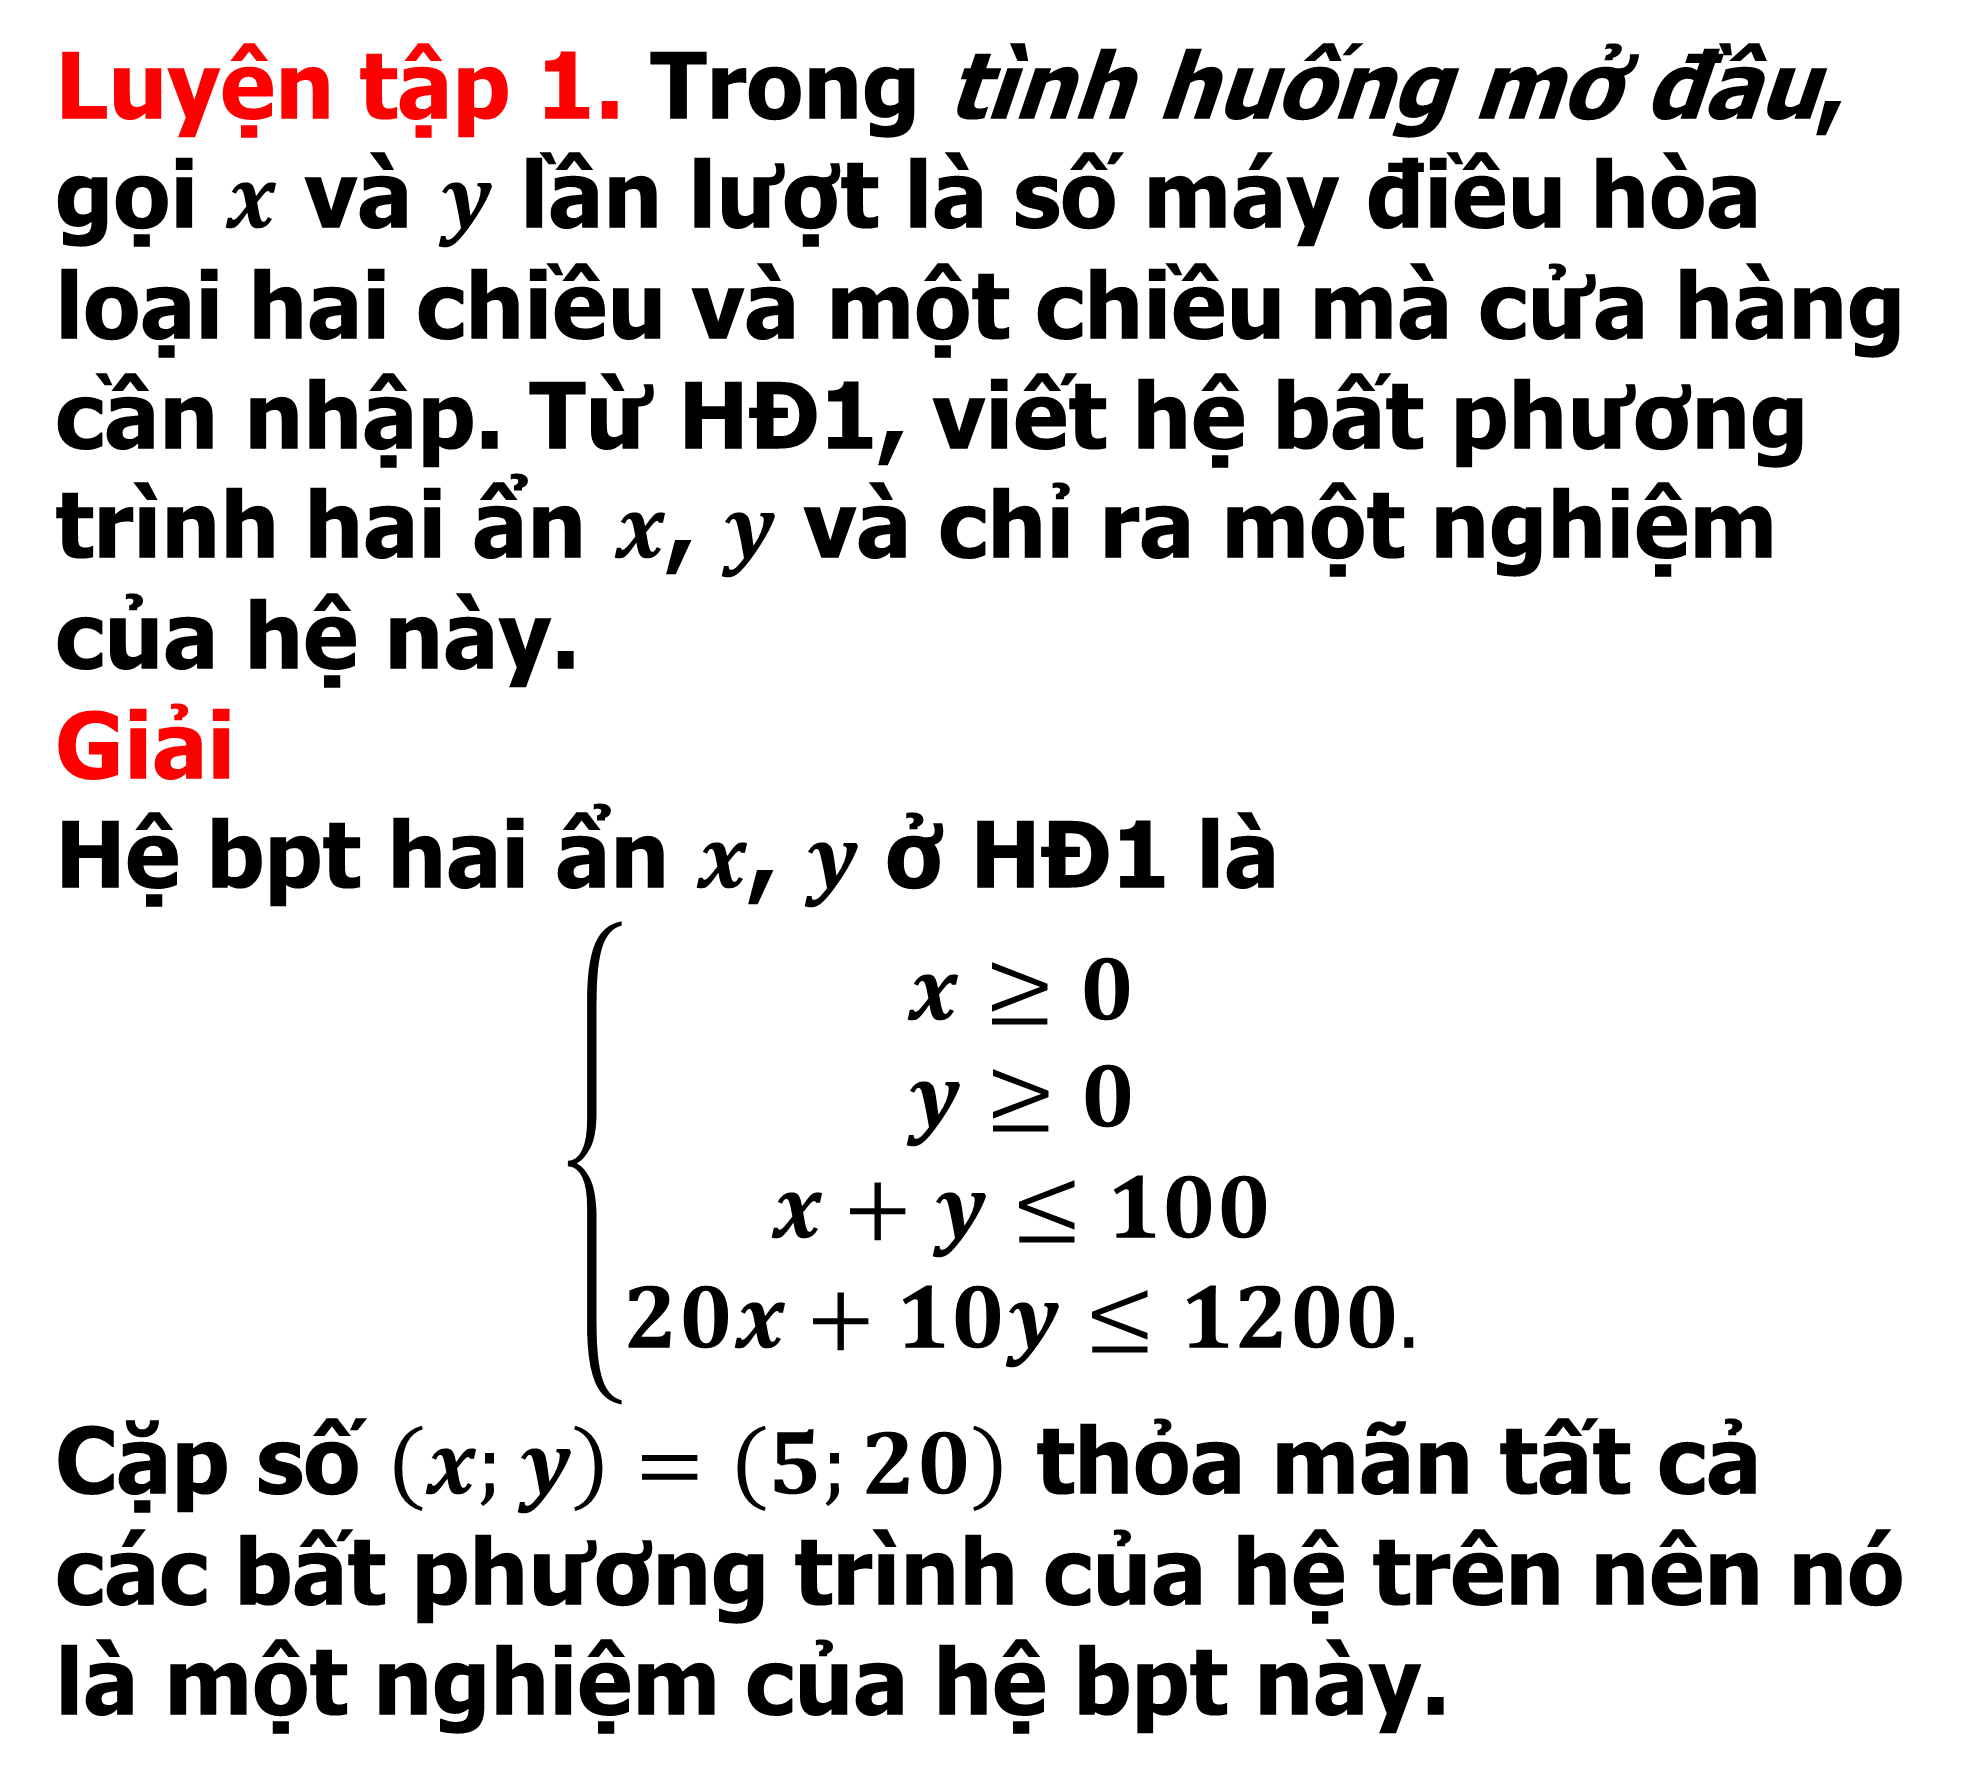 Luyện tập 1. Trong tình huống mở đầu,
gọi x và y lần lượt là số máy điều hòa
loại hai chiều và một chiều mà cửa hàng
cần nhập. Từ HĐ1, viết hệ bất phương
trình hai ẩn x, y và chỉ ra một nghiệm
của hệ này.
Giải
Hệ bpt hai ẩn x, y ở HĐ1 là
x ≥ 0
y ≥ 0
x + y ≤ 100
20x + 10y ≤ 1200.
Cặp số (x; y) = (5; 20) thỏa mãn tất cả
các bất phương trình của hệ trên nên nó
là một nghiệm của hệ bpt này.